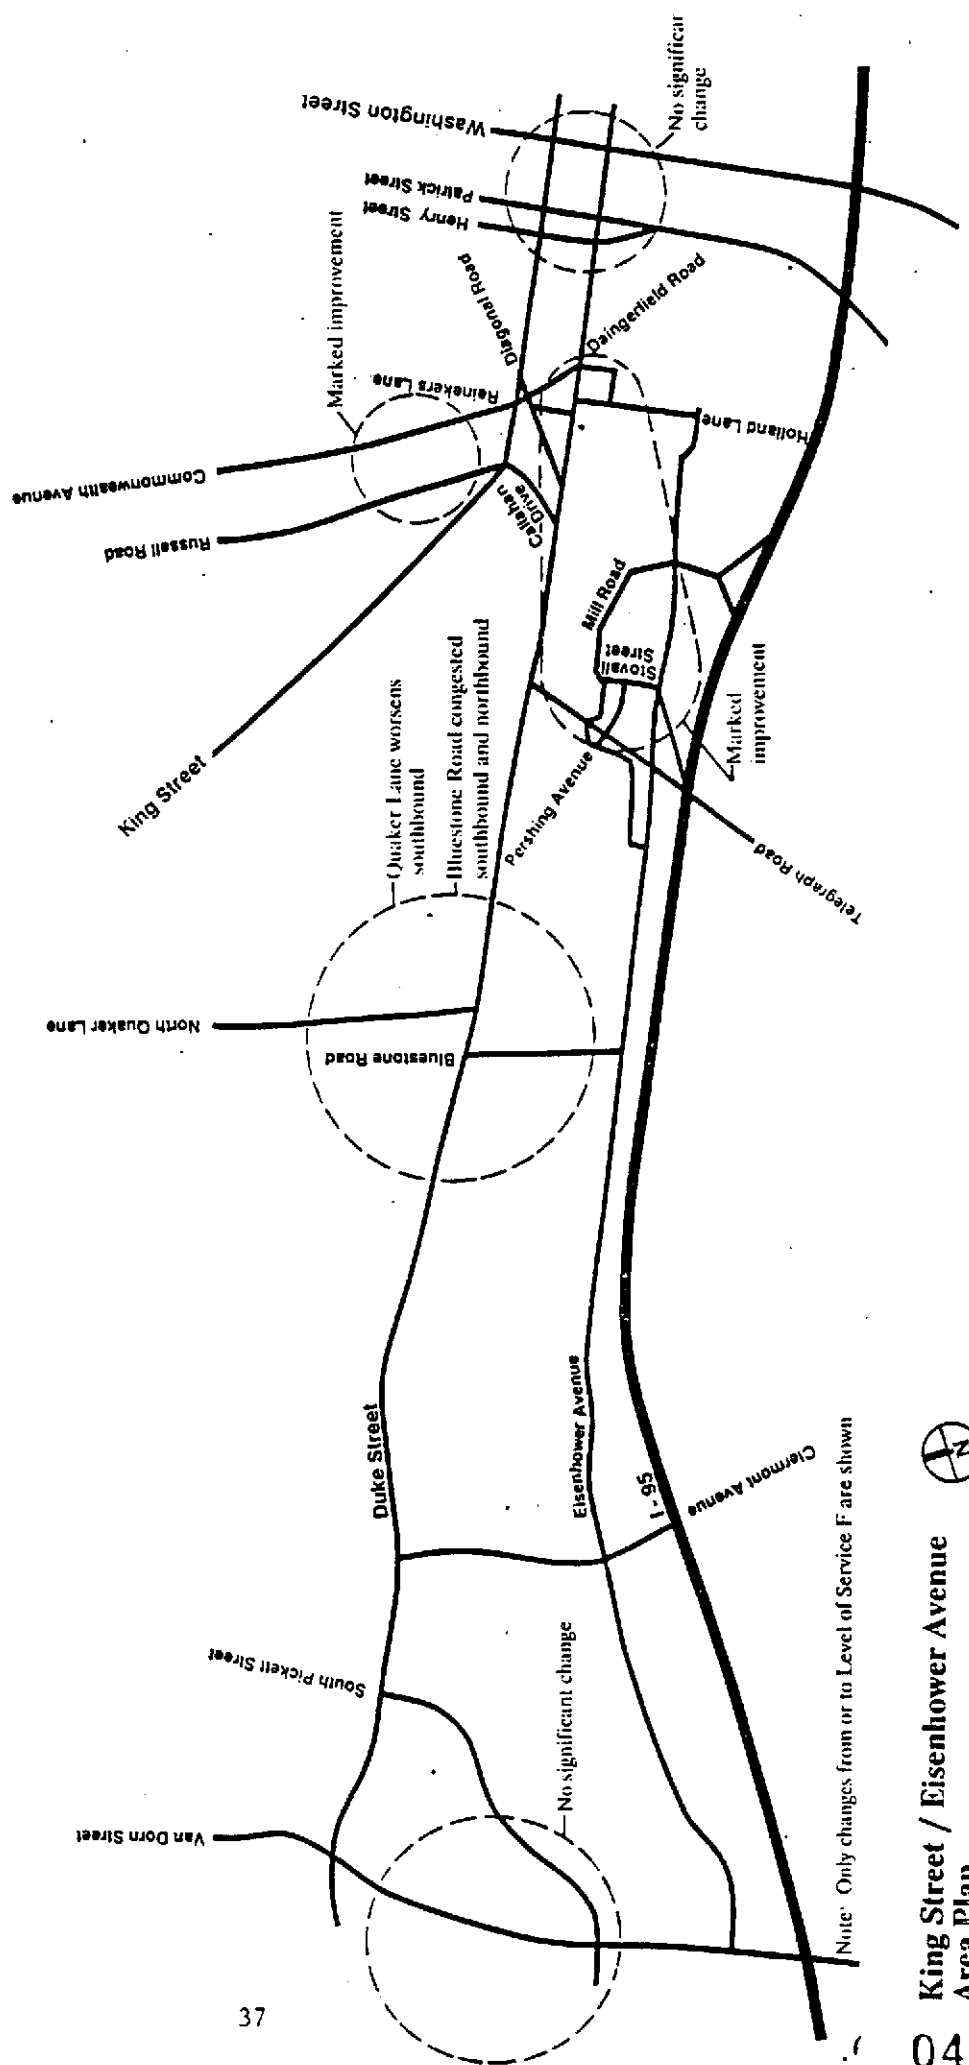 Washington Street
Patrick Street
Henry Street
No significan
change
Marked improvement
Diagonal Road
Daingerfield Road
Reinekers Lane
Commonwealth Avenue
Russell Road
Holland Lane
Callahan
Drive
King Street
Mill Road
Stovall
Street
Marked
improvement
Quaker Lane worsens
southbound
Bluestone Road congested
southbound and northbound
Pershing Avenue
Telegraph Road
North Quaker Lane
Bluestone Road
Duke Street
Eisenhower Avenue
I-95
Clermont Avenue
South Pickett Street
No significant change
Van Dorn Street
Note: Only changes from or to Level of Service F are shown
N
King Street / Eisenhower Avenue
Area Plan
37
04